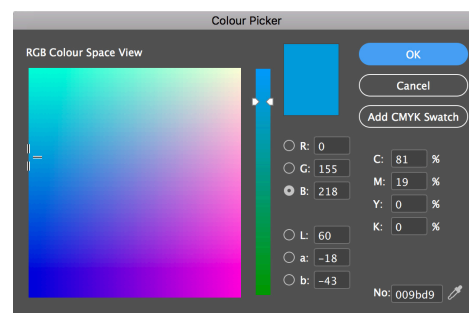 Colour Picker
RGB Colour Space View
OK
Cancel
Add CMYK Swatch
R: 0
G: 155
B: 218
L: 60
a: -18
b: -43
C: 81 %
M: 19 %
Y: 0 %
K: 0 %
No: 009bd9